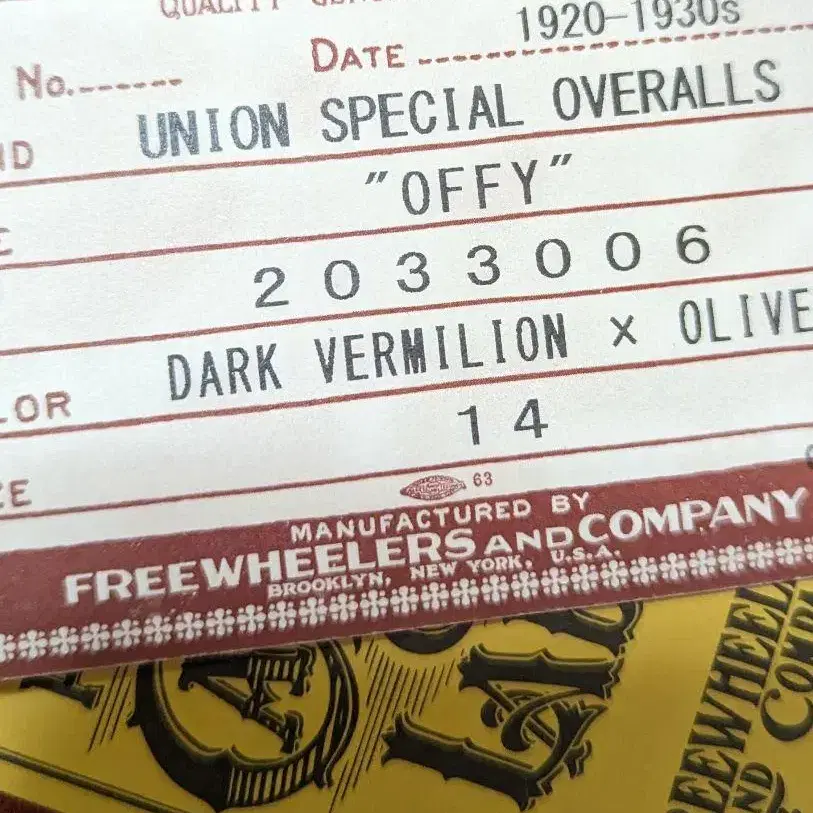 QUALITY
1920-1930s
No. DATE
UNION SPECIAL OVERALLS
"OFFY"
2033006
DARK VERMILION × OLIVE
LOR
14
63
MANUFACTURED BY
FREEWHEELERS AND COMPANY
BROOKLYN, NEW YORK, U.S.A.